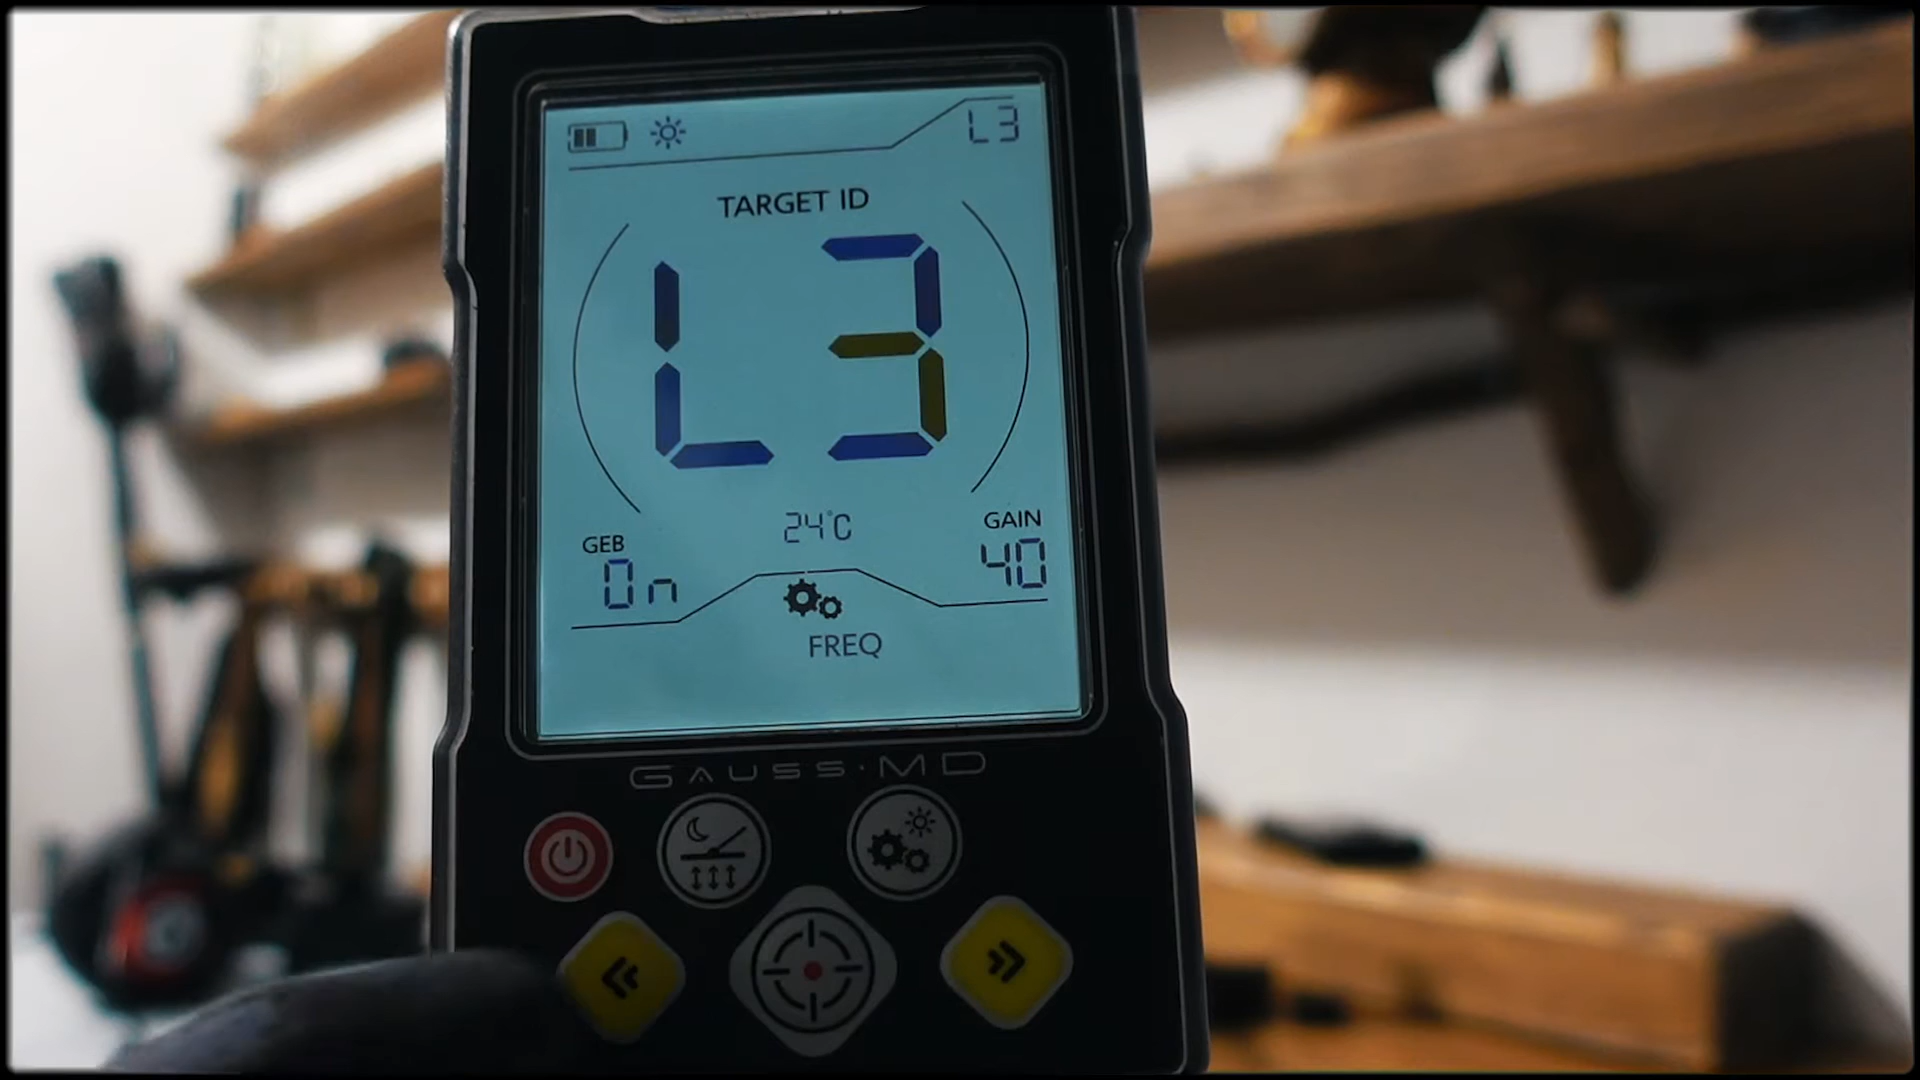 L3
TARGET ID
L3
24°C
GEB
On
GAIN
40
FREQ
GAUSS·MD